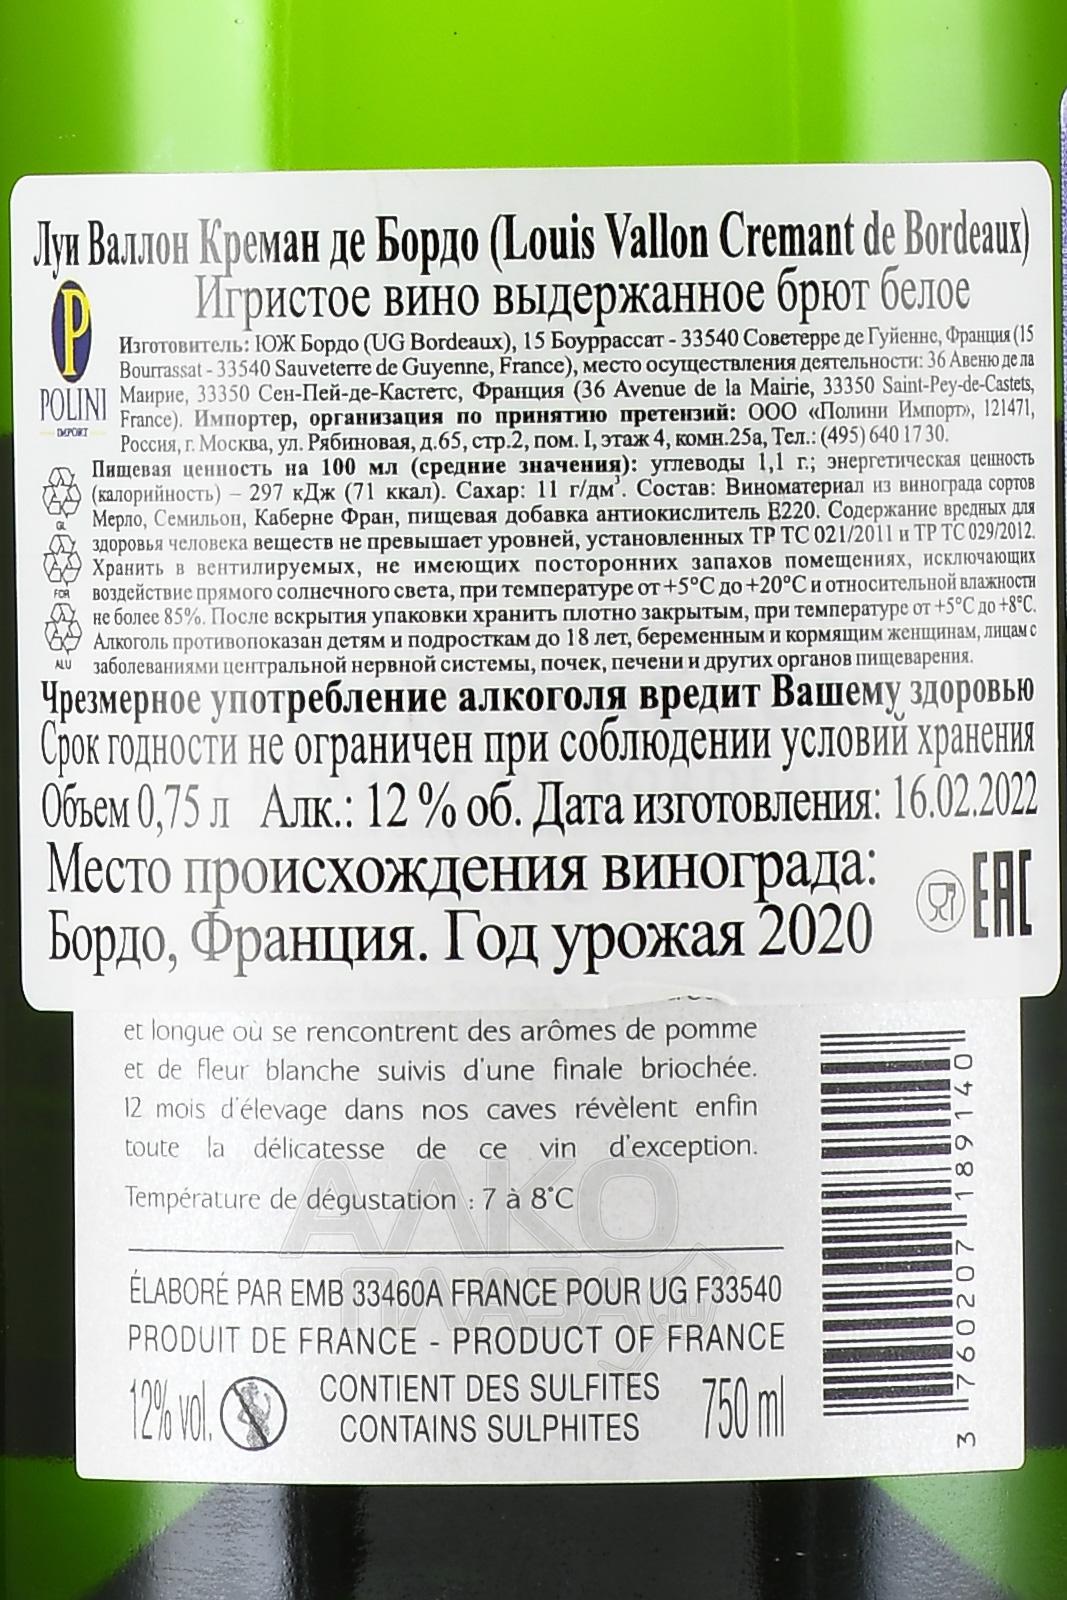 Луи Валлон Креман де Бордо (Louis Vallon Cremant de Bordeaux)
Игристое вино выдержанное брют белое
P
POLINI
IMPORT
Изготовитель: ЮЖ Бордо (UG Bordeaux), 15 Боуррассат - 33540 Советерре де Гуйенне, Франция (15
Bourrassat - 33540 Sauveterre de Guyenne, France), место осуществления деятельности: 36 Авеню де ла
Маирие, 33350 Сен-Пей-де-Кастетс, Франция (36 Avenue de la Mairie, 33350 Saint-Pey-de-Castets,
France). Импортер, организация по принятию претензий: ООО «Полини Импорт», 121471,
Россия, г. Москва, ул. Рябиновая, д.65, стр.2, пом. I, этаж 4, комн.25а, Тел.: (495) 640 17 30.
Пищевая ценность на 100 мл (средние значения): углеводы 1,1 г.; энергетическая ценность
(калорийность) – 297 кДж (71 ккал). Сахар: 11 г/дм³. Состав: Виноматериал из винограда сортов
Мерло, Семильон, Каберне Фран, пищевая добавка антиокислитель Е220. Содержание вредных для
здоровья человека веществ не превышает уровней, установленных ТР ТС 021/2011 и ТР ТС 029/2012.
Хранить в вентилируемых, не имеющих посторонних запахов помещениях, исключающих
воздействие прямого солнечного света, при температуре от +5°С до +20°С и относительной влажности
не более 85%. После вскрытия упаковки хранить плотно закрытым, при температуре от +5°С до +8°С.
Алкоголь противопоказан детям и подросткам до 18 лет, беременным и кормящим женщинам, лицам с
заболеваниями центральной нервной системы, почек, печени и других органов пищеварения.
GL
FOR
ALU
Чрезмерное употребление алкоголя вредит Вашему здоровью
Срок годности не ограничен при соблюдении условий хранения
Объем 0,75 л Алк.: 12 % об. Дата изготовления: 16.02.2022
Место происхождения винограда:
Бордо, Франция. Год урожая 2020
EAC
et longue où se rencontrent des arômes de pomme
et de fleur blanche suivis d'une finale briochée.
12 mois d'élevage dans nos caves révèlent enfin
toute la délicatesse de ce vin d'exception.
Température de dégustation : 7 à 8°C
ÉLABORÉ PAR EMB 33460A FRANCE POUR UG F33540
PRODUIT DE FRANCE - PRODUCT OF FRANCE
12% vol.
CONTIENT DES SULFITES
CONTAINS SULPHITES
750 ml
3 760207 189140